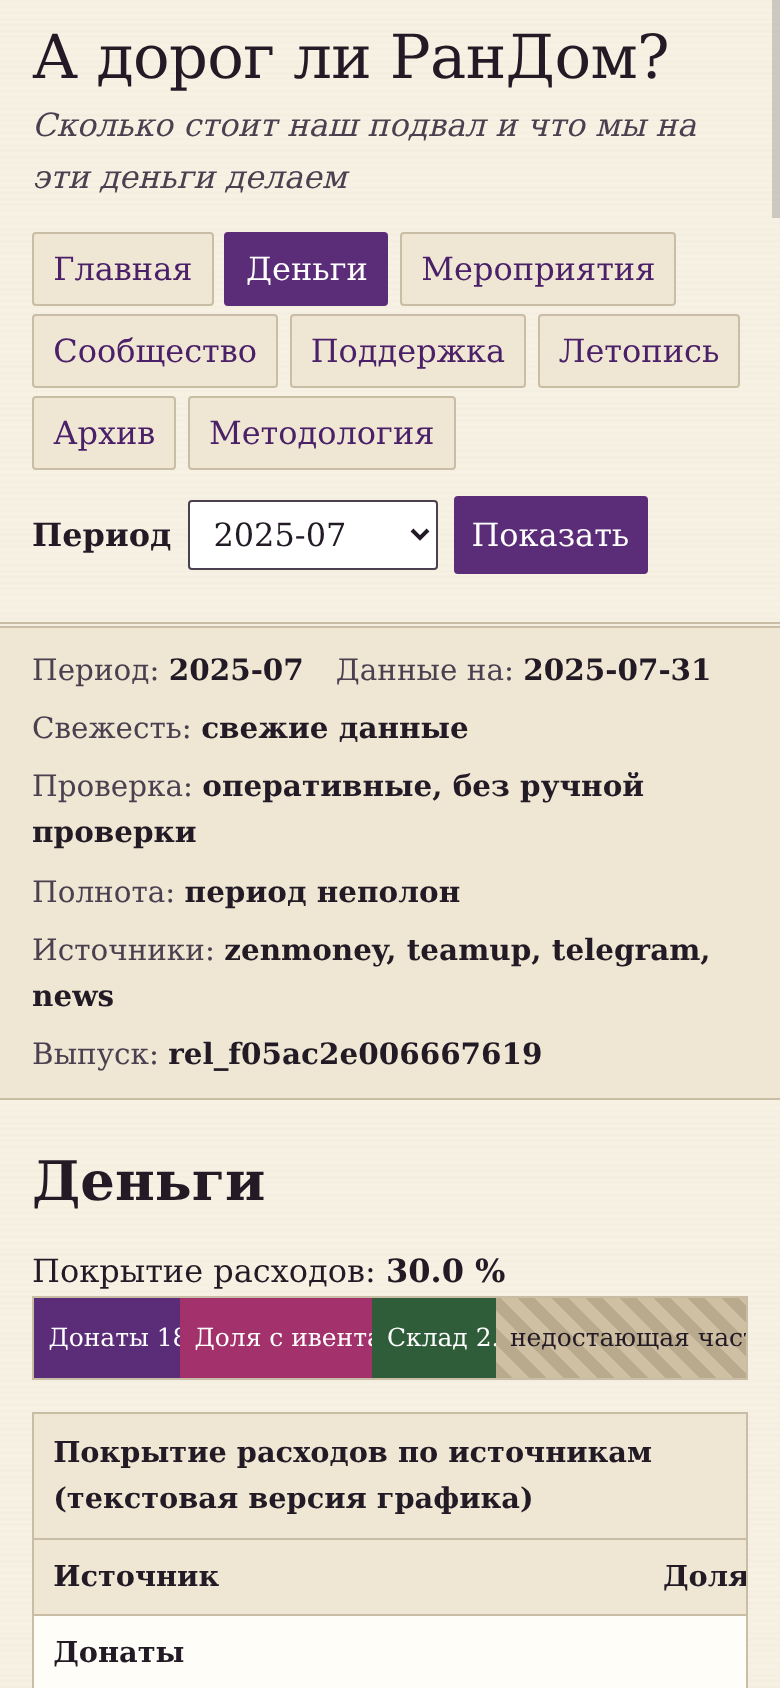 А дорог ли РанДом?
Сколько стоит наш подвал и что мы на
эти деньги делаем
Главная Деньги Мероприятия
Сообщество Поддержка Летопись
Архив Методология
Период 2025-07 Показать
Период: 2025-07 Данные на: 2025-07-31
Свежесть: свежие данные
Проверка: оперативные, без ручной
проверки
Полнота: период неполон
Источники: zenmoney, teamup, telegram,
news
Выпуск: rel_f05ac2e006667619
Деньги
Покрытие расходов: 30.0 %
Донаты 18 Доля с ивента Склад 2. недостающая час
Покрытие расходов по источникам
(текстовая версия графика)
Источник Доля
Донаты